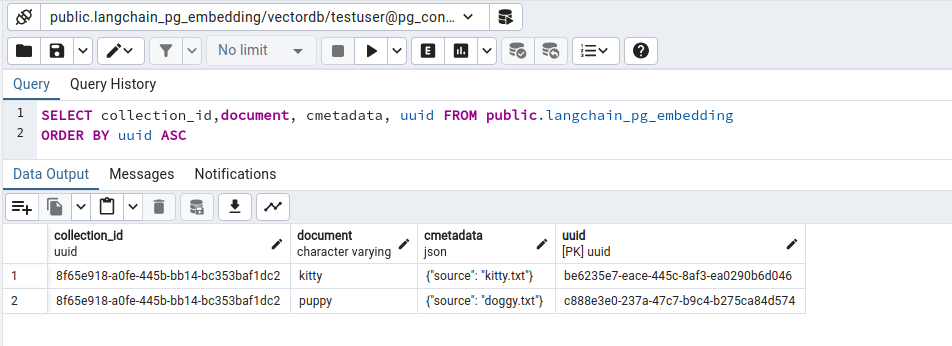 public.langchain_pg_embedding/vectordb/testuser@pg_con...
No limit
E
Query Query History
1 SELECT collection_id,document, cmetadata, uuid FROM public.langchain_pg_embedding
2 ORDER BY uuid ASC
Data Output Messages Notifications
collection_id document cmetadata uuid
uuid character varying json [PK] uuid
1 8f65e918-a0fe-445b-bb14-bc353baf1dc2 kitty {"source": "kitty.txt"} be6235e7-eace-445c-8af3-ea0290b6d046
2 8f65e918-a0fe-445b-bb14-bc353baf1dc2 puppy {"source": "doggy.txt"} c888e3e0-237a-47c7-b9c4-b275ca84d574